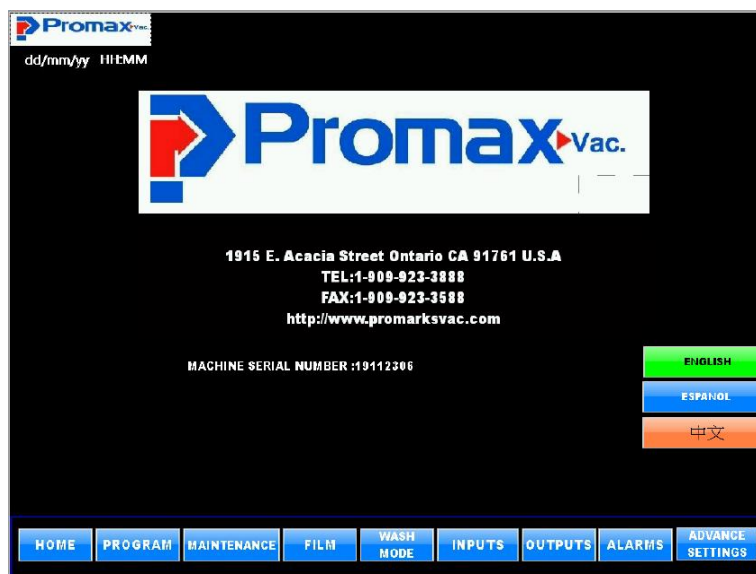 Promax Vac.
dd/mm/yy HH:MM
Promax Vac.
1915 E. Acacia Street Ontario CA 91761 U.S.A
TEL:1-909-923-3888
FAX:1-909-923-3588
http://www.promarksvac.com
MACHINE SERIAL NUMBER :19112306
ENGLISH
ESPANOL
中文
HOME
PROGRAM
MAINTENANCE
FILM
WASH
MODE
INPUTS
OUTPUTS
ALARMS
ADVANCE
SETTINGS